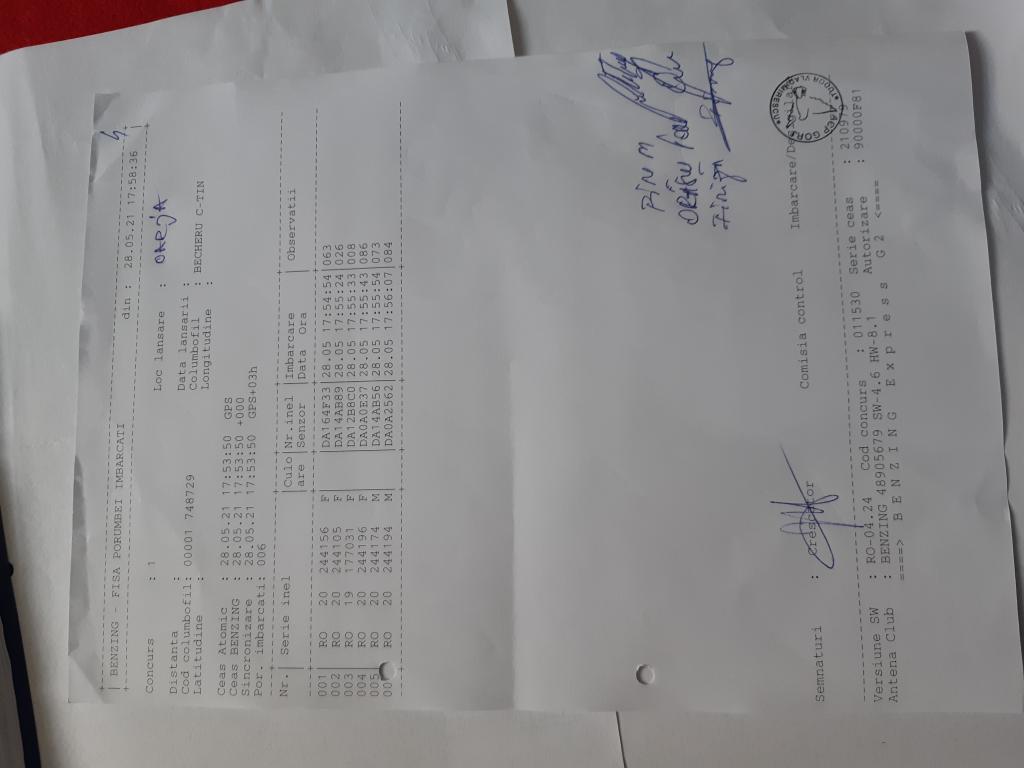 | BENZING - FISA PORUMBEI IMBARCATI
din : 28.05.21 17:58:36
Concurs : 1 Loc lansare : OARJA
Distanta : Data lansarii :
Cod columbofil: 00001 748729 Columbofil : BECHERU C-TIN
Latitudine : Longitudine :
Ceas Atomic : 28.05.21 17:53:50 GPS
Ceas BENZING : 28.05.21 17:53:50 +000
Sincronizare : 28.05.21 17:53:50 GPS+03h
Por. imbarcati: 006
Nr.| Serie inel |Culo|Nr.inel |Imbarcare | Observatii
| |are |Senzor |Data Ora |
001 | RO 20 244156 F | |DA164F33|28.05 17:54:54|063
002 | RO 20 244105 F | |DA14AB89|28.05 17:55:24|026
003 | RO 19 17031 F | |DA12B8C0|28.05 17:55:33|008
004 | RO 20 244196 F | |DA0A0E37|28.05 17:55:43|086
005 | RO 20 244174 M | |DA14AB56|28.05 17:55:54|073
00 | RO 20 244194 M | |DA0A2562|28.05 17:56:07|084
Semnaturi : Crescator Comisia control Imbarcare/De
Versiune SW : RO-04.24 Cod concurs : 011530 Serie ceas : 210979
Antena Club : BENZING 48905679 SW-4.6 HW-8.1 Autorizare : 90000F81
====> B E N Z I N G E x p r e s s G 2 <====